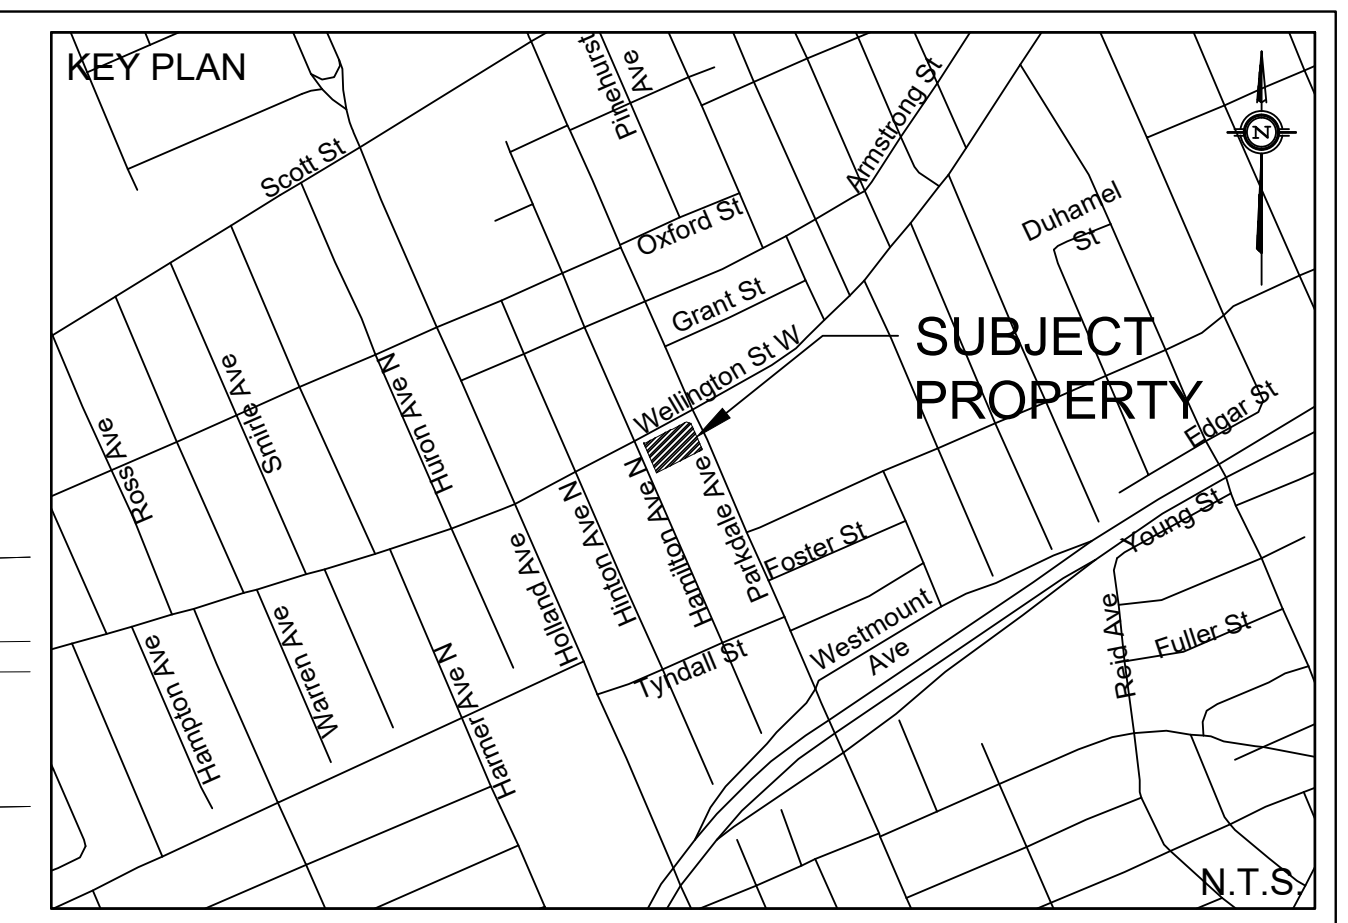 KEY PLAN
Pinehurst
Ave
Armstrong St
Scott St
N
Duhamel
St
Oxford St
Grant St
Wellington St W
SUBJECT
PROPERTY
Edgar St
Ross Ave
Smirle Ave
Huron Ave N
Holland Ave
Hinton Ave N
Hamilton Ave N
Parkdale Ave
Foster St
Young St
Westmount
Ave
Reid Ave
Fuller St
Tyndall St
Hampton Ave
Warren Ave
Harmer Ave N
N.T.S.